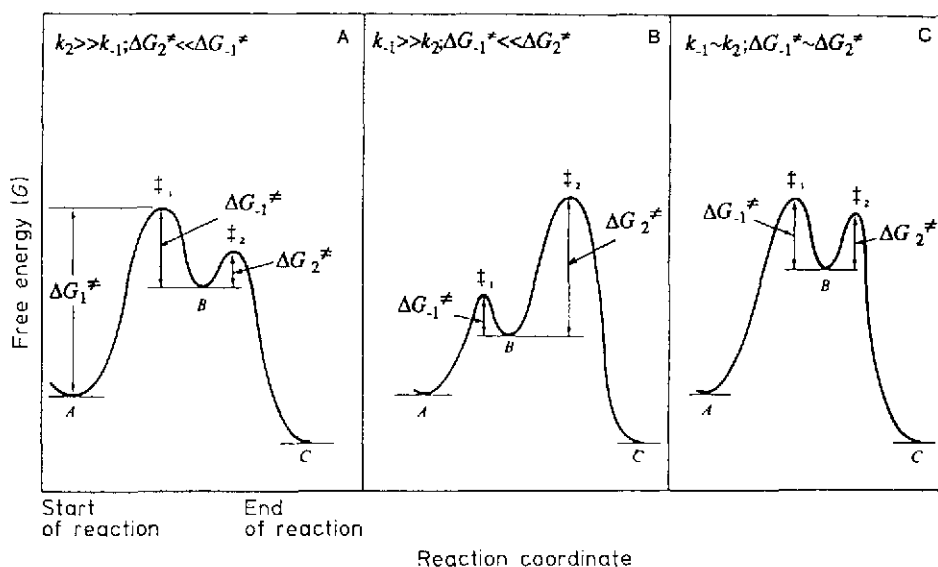 k₂>>k₋₁;ΔG₂≠<<ΔG₋₁≠
A
k₋₁>>k₂;ΔG₋₁≠<<ΔG₂≠
B
k₋₁~k₂;ΔG₋₁≠~ΔG₂≠
C
Free energy (G)
ΔG₁≠
‡₁
ΔG₋₁≠
‡₂
ΔG₂≠
A
B
C
‡₁
ΔG₋₁≠
‡₂
ΔG₂≠
A
B
C
‡₁
ΔG₋₁≠
‡₂
ΔG₂≠
A
B
C
Start
of reaction
End
of reaction
Reaction coordinate